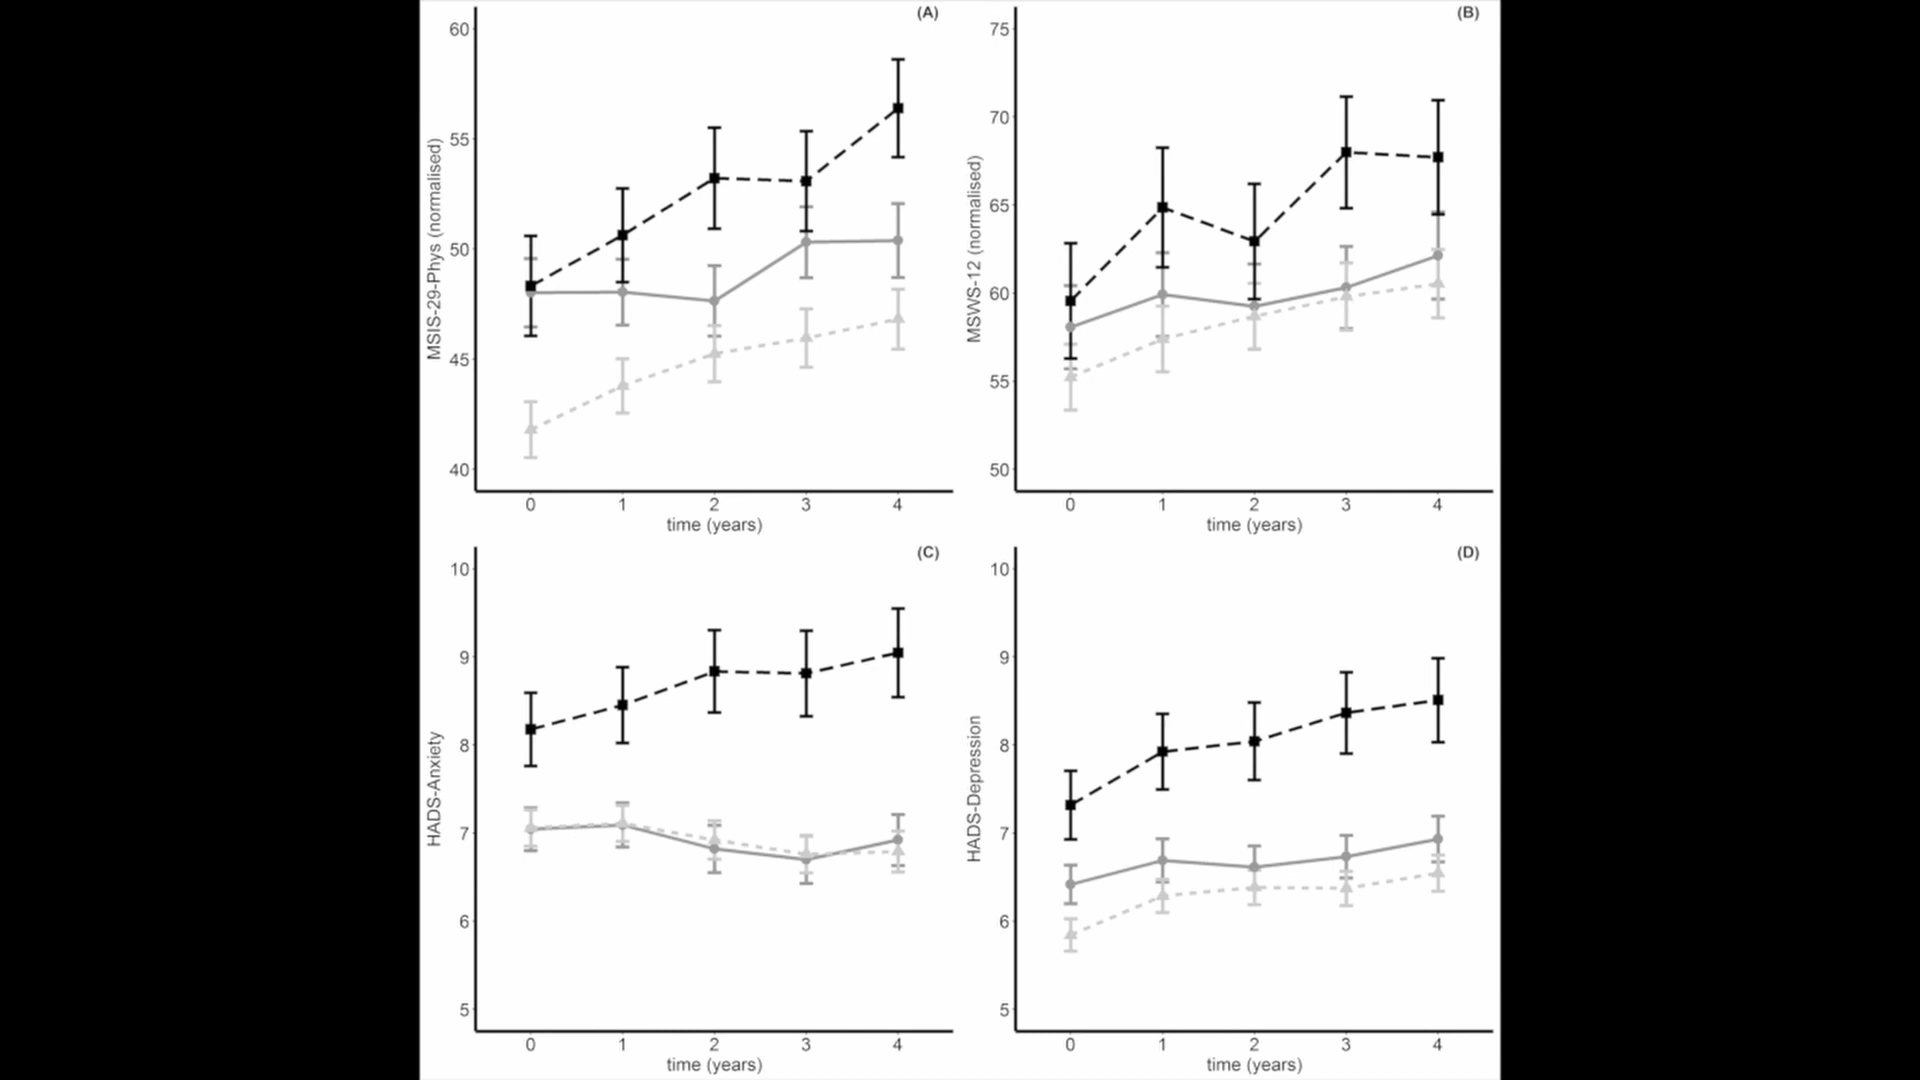 (A)
60
55
50
45
40
MSIS-29-Phys (normalised)
0 1 2 3 4
time (years)
(B)
75
70
65
60
55
50
MSWS-12 (normalised)
0 1 2 3 4
time (years)
(C)
10
9
8
7
6
5
HADS-Anxiety
0 1 2 3 4
time (years)
(D)
10
9
8
7
6
5
HADS-Depression
0 1 2 3 4
time (years)